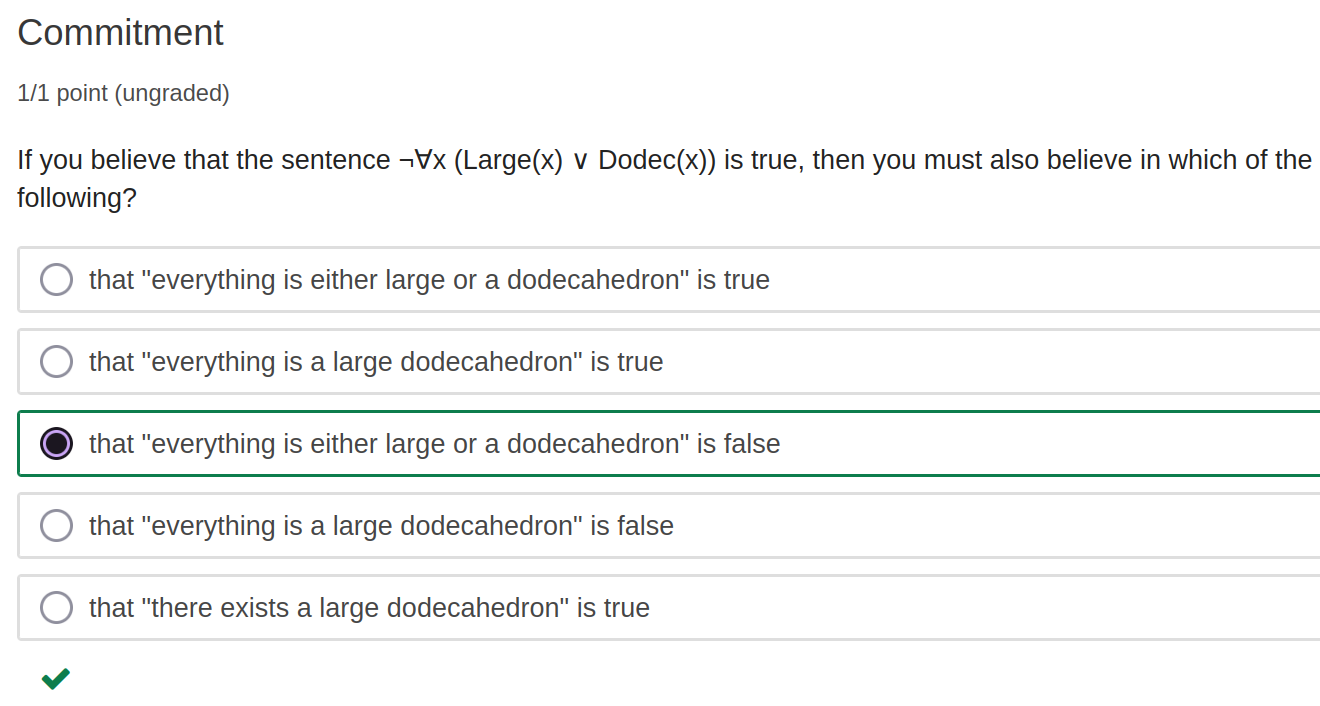 Commitment
1/1 point (ungraded)
If you believe that the sentence ¬∀x (Large(x) ∨ Dodec(x)) is true, then you must also believe in which of the
following?
that "everything is either large or a dodecahedron" is true
that "everything is a large dodecahedron" is true
that "everything is either large or a dodecahedron" is false
that "everything is a large dodecahedron" is false
that "there exists a large dodecahedron" is true